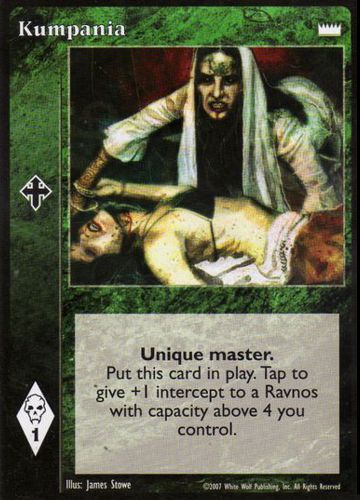 Kumpania
Unique master.
Put this card in play. Tap to
give +1 intercept to a Ravnos
with capacity above 4 you
control.
1
Illus: James Stowe
©2007 White Wolf Publishing, Inc. All Rights Reserved